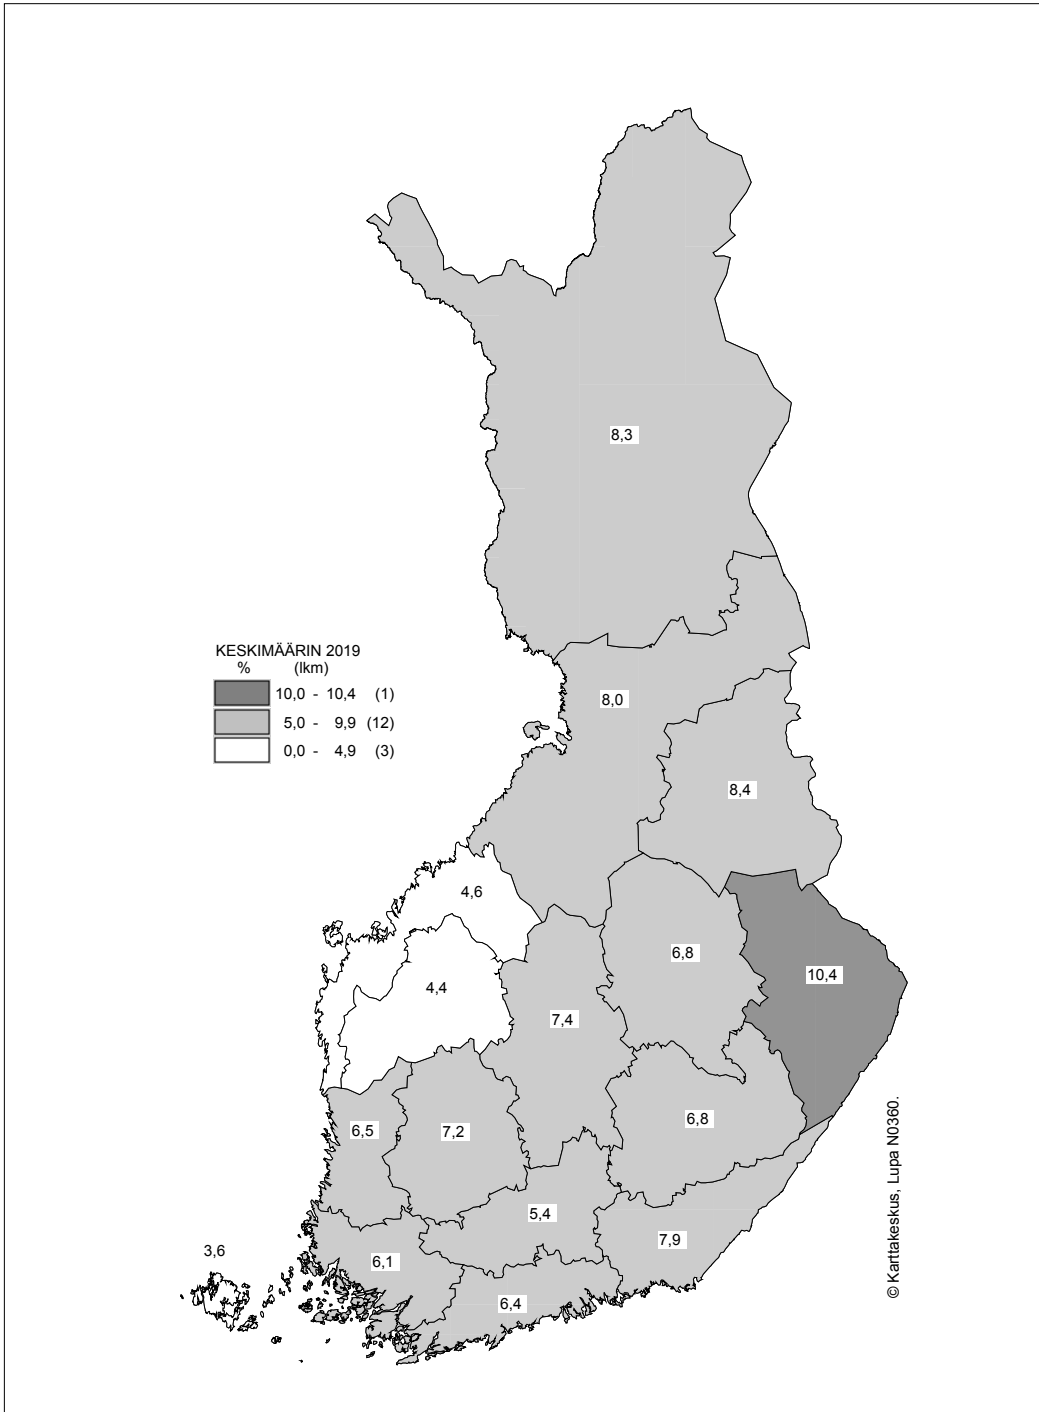 8,3
KESKIMÄÄRIN 2019
% (lkm)
10,0 - 10,4 (1)
5,0 - 9,9 (12)
0,0 - 4,9 (3)
8,0
8,4
4,6
6,8
10,4
4,4
7,4
6,8
6,5
7,2
5,4
7,9
3,6
6,1
6,4
© Karttakeskus, Lupa N0360.